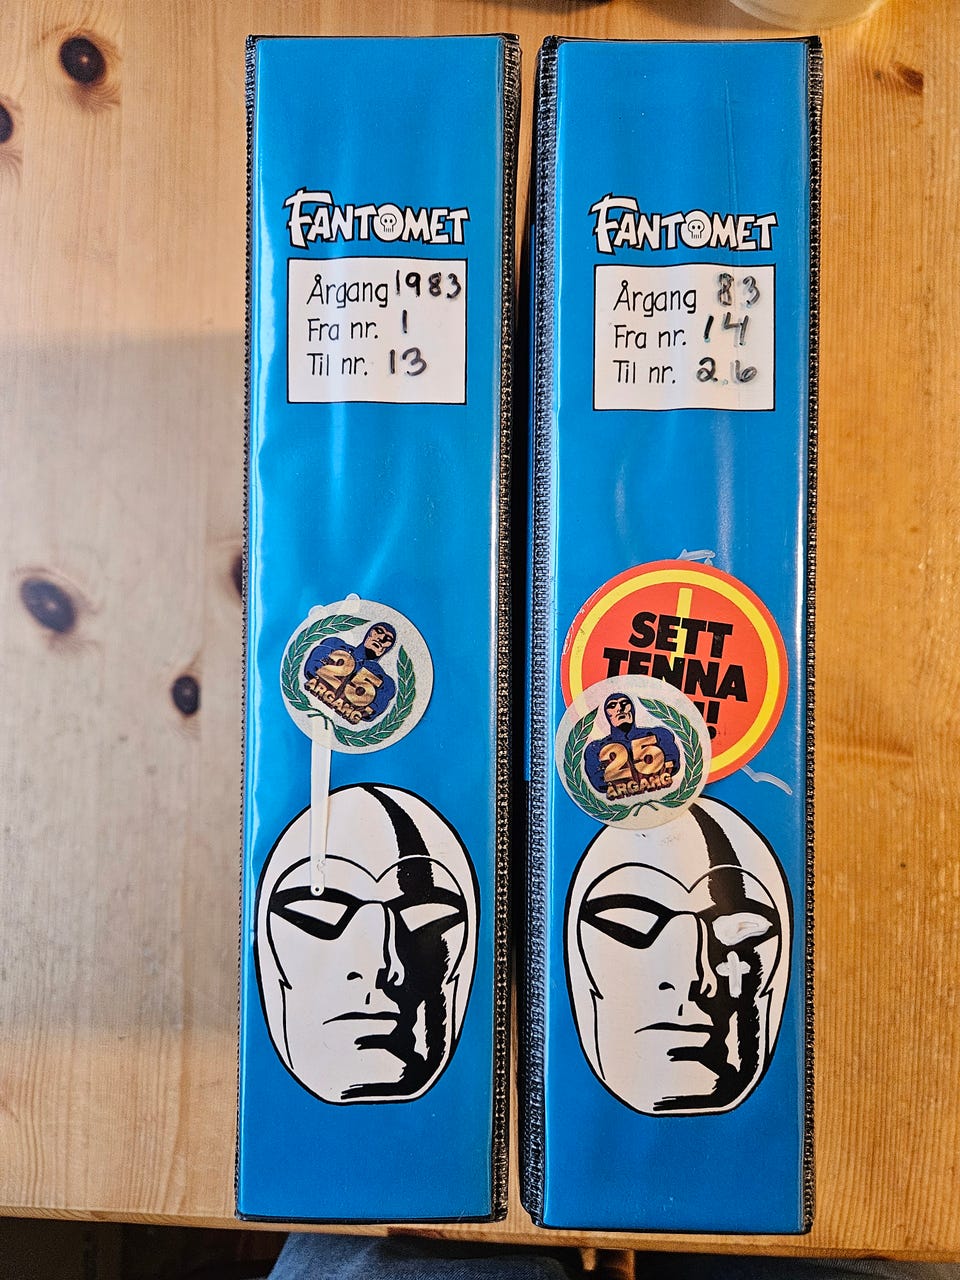 FANTOMET
Årgang 1983
Fra nr. 1
Til nr. 13
25.
ÅRGANG
FANTOMET
Årgang 83
Fra nr. 14
Til nr. 26
SETT
TENNA
!
25.
ÅRGANG